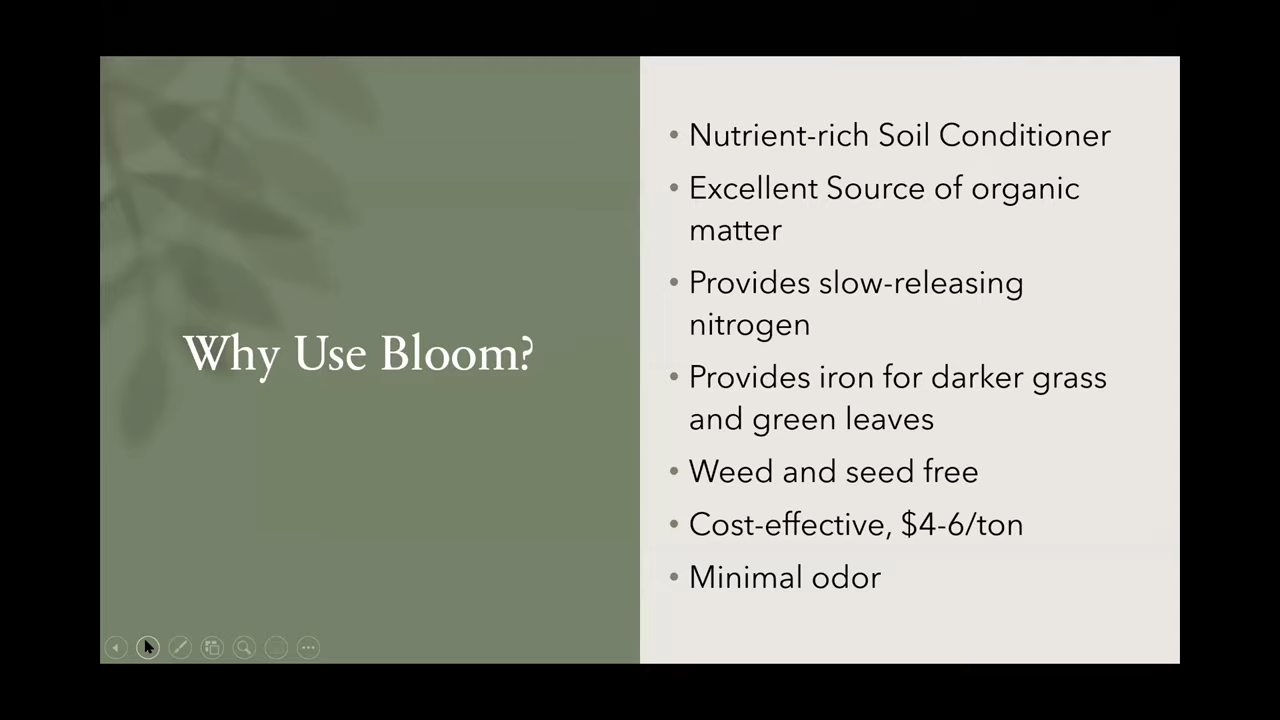 Why Use Bloom?
• Nutrient-rich Soil Conditioner
• Excellent Source of organic
matter
• Provides slow-releasing
nitrogen
• Provides iron for darker grass
and green leaves
• Weed and seed free
• Cost-effective, $4-6/ton
• Minimal odor